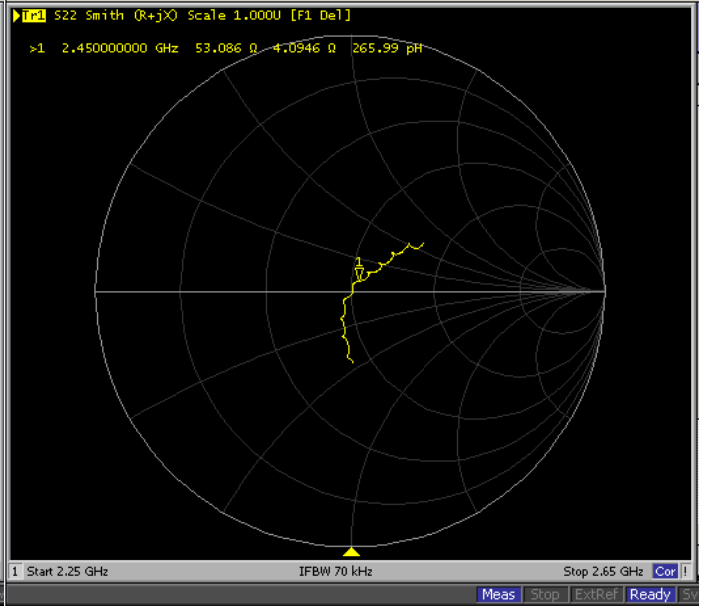 Tr1 S22 Smith (R+jX) Scale 1.000U [F1 Del]
>1 2.450000000 GHz 53.086 Ω 4.0946 Ω 265.99 pH
1
1 Start 2.25 GHz IFBW 70 kHz Stop 2.65 GHz Cor !
Meas Stop ExtRef Ready